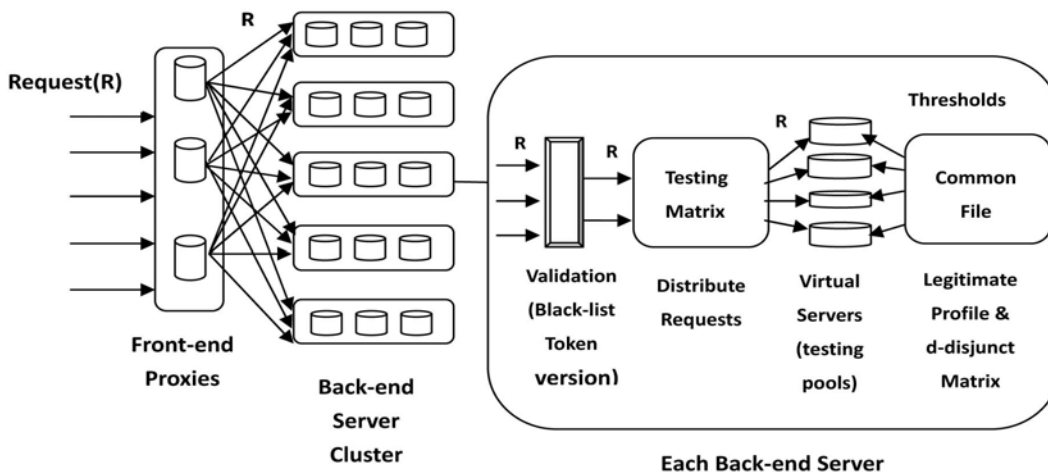 Request(R)
R
Front-end
Proxies
Back-end
Server
Cluster
R
R
Validation
(Black-list
Token
version)
Testing
Matrix
Distribute
Requests
R
Virtual
Servers
(testing
pools)
Thresholds
Common
File
Legitimate
Profile &
d-disjunct
Matrix
Each Back-end Server